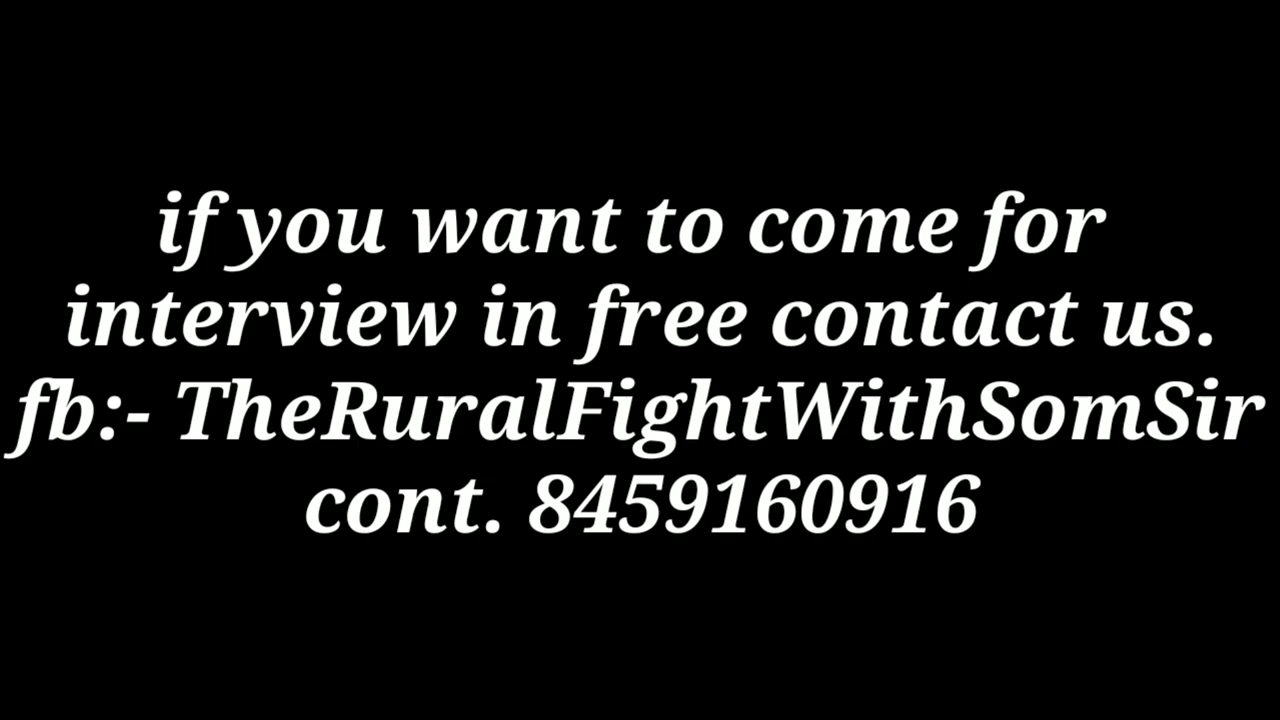 if you want to come for
interview in free contact us.
fb:- TheRuralFightWithSomSir
cont. 8459160916